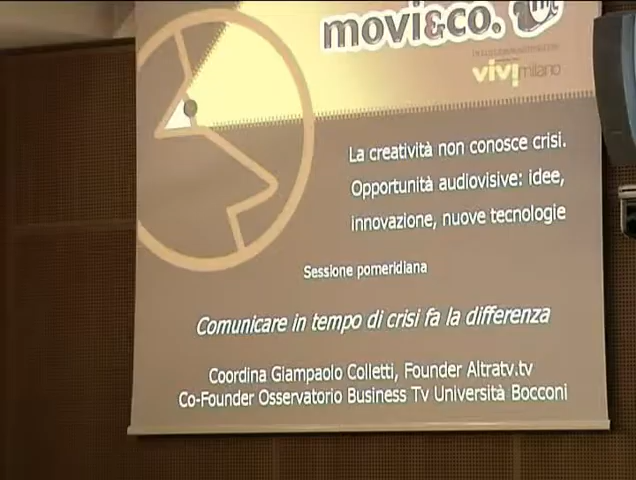 movi&co.
vivimilano
La creatività non conosce crisi.
Opportunità audiovisive: idee,
innovazione, nuove tecnologie
Sessione pomeridiana
Comunicare in tempo di crisi fa la differenza
Coordina Giampaolo Colletti, Founder Altratv.tv
Co-Founder Osservatorio Business Tv Università Bocconi